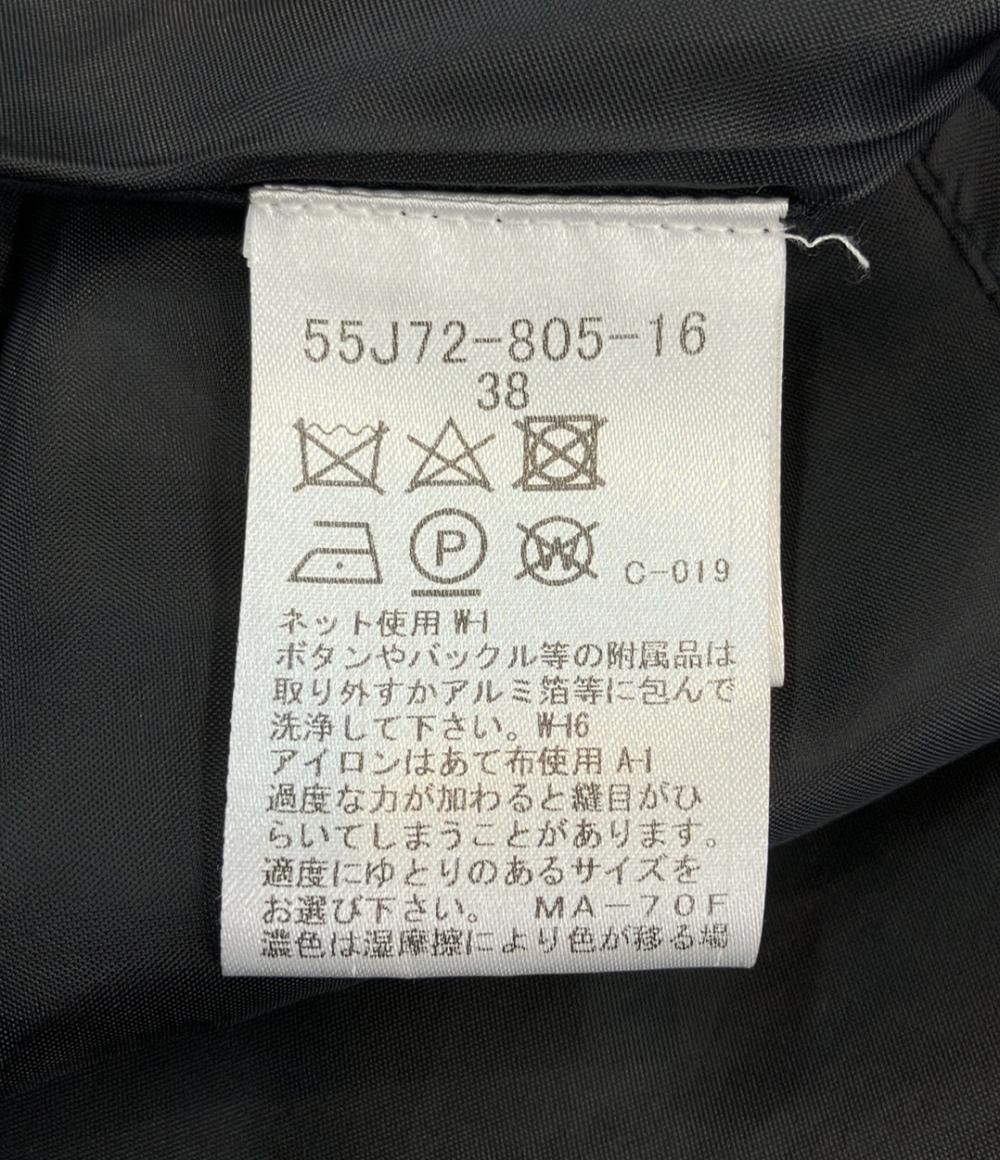 55J72-805-16
38
P
W
C-019
ネット使用 W-1
ボタンやバックル等の附属品は
取り外すかアルミ箔等に包んで
洗浄して下さい。W-16
アイロンはあて布使用 A-1
過度な力が加わると縫目がひ
らいてしまうことがあります。
適度にゆとりのあるサイズを
お選び下さい。 MA-70F
濃色は湿摩擦により色が移る場